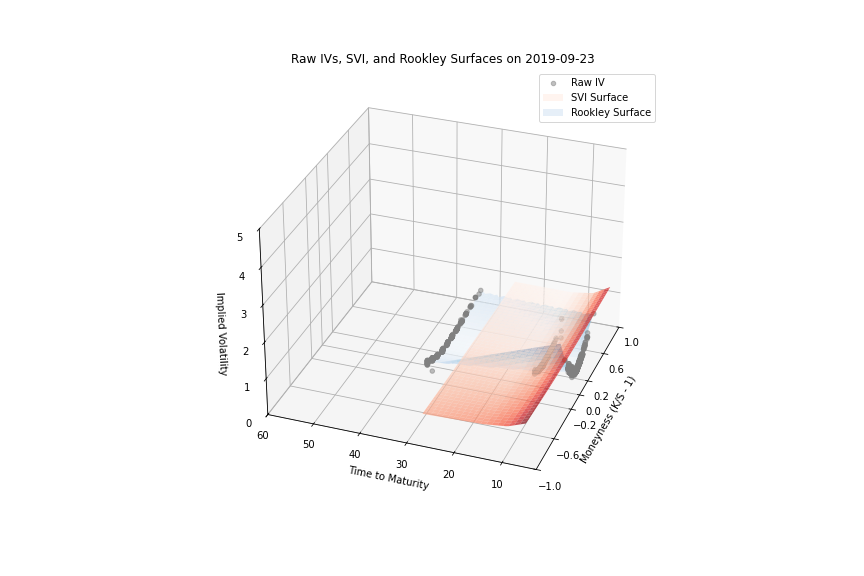 Raw IVs, SVI, and Rookley Surfaces on 2019-09-23
Raw IV
SVI Surface
Rookley Surface
5
4
3
2
1
0
Implied Volatility
60
50
40
30
20
10
Time to Maturity
1.0
0.6
0.2
0.0
−0.2
−0.6
−1.0
Moneyness (K/S - 1)